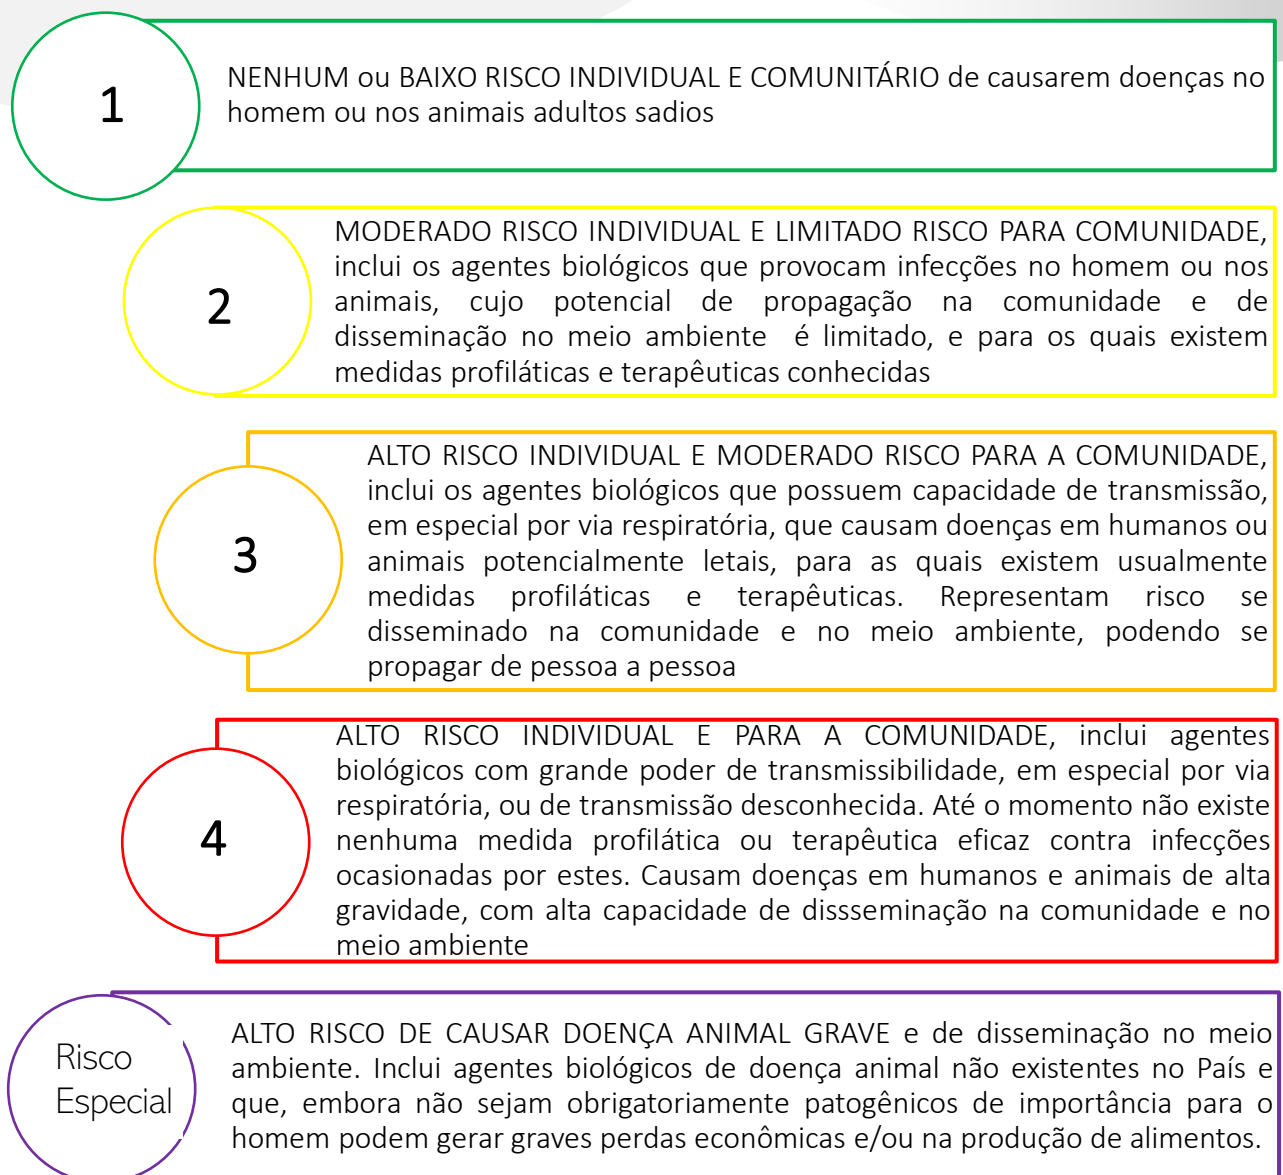 1
NENHUM ou BAIXO RISCO INDIVIDUAL E COMUNITÁRIO de causarem doenças no
homem ou nos animais adultos sadios
2
MODERADO RISCO INDIVIDUAL E LIMITADO RISCO PARA COMUNIDADE,
inclui os agentes biológicos que provocam infecções no homem ou nos
animais, cujo potencial de propagação na comunidade e de
disseminação no meio ambiente é limitado, e para os quais existem
medidas profiláticas e terapêuticas conhecidas
3
ALTO RISCO INDIVIDUAL E MODERADO RISCO PARA A COMUNIDADE,
inclui os agentes biológicos que possuem capacidade de transmissão,
em especial por via respiratória, que causam doenças em humanos ou
animais potencialmente letais, para as quais existem usualmente
medidas profiláticas e terapêuticas. Representam risco se
disseminado na comunidade e no meio ambiente, podendo se
propagar de pessoa a pessoa
4
ALTO RISCO INDIVIDUAL E PARA A COMUNIDADE, inclui agentes
biológicos com grande poder de transmissibilidade, em especial por via
respiratória, ou de transmissão desconhecida. Até o momento não existe
nenhuma medida profilática ou terapêutica eficaz contra infecções
ocasionadas por estes. Causam doenças em humanos e animais de alta
gravidade, com alta capacidade de dissseminação na comunidade e no
meio ambiente
Risco
Especial
ALTO RISCO DE CAUSAR DOENÇA ANIMAL GRAVE e de disseminação no meio
ambiente. Inclui agentes biológicos de doença animal não existentes no País e
que, embora não sejam obrigatoriamente patogênicos de importância para o
homem podem gerar graves perdas econômicas e/ou na produção de alimentos.